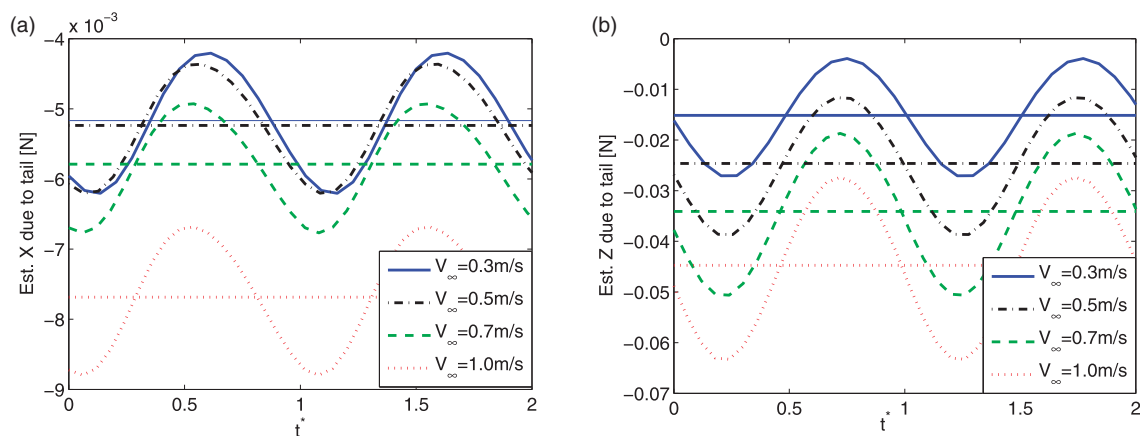 (a)
x 10⁻³
−4
−5
−6
−7
−8
−9
Est. X due to tail [N]
0
0.5
1
1.5
2
t*
V∞=0.3m/s
V∞=0.5m/s
V∞=0.7m/s
V∞=1.0m/s
(b)
0
−0.01
−0.02
−0.03
−0.04
−0.05
−0.06
−0.07
Est. Z due to tail [N]
0
0.5
1
1.5
2
t*
V∞=0.3m/s
V∞=0.5m/s
V∞=0.7m/s
V∞=1.0m/s